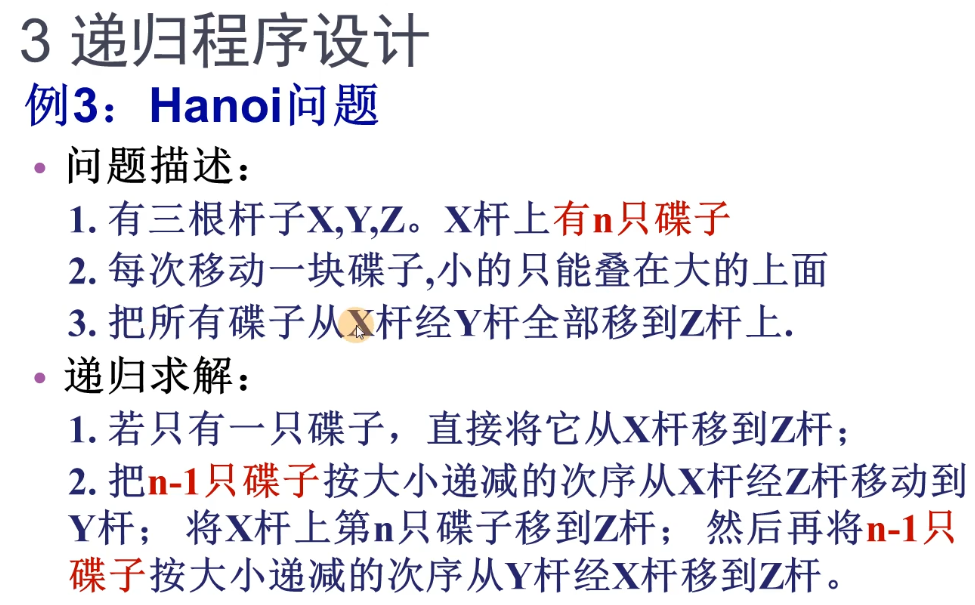 3 递归程序设计
例3：Hanoi问题
• 问题描述：
1. 有三根杆子X,Y,Z。X杆上有n只碟子
2. 每次移动一块碟子,小的只能叠在大的上面
3. 把所有碟子从X杆经Y杆全部移到Z杆上.
• 递归求解：
1. 若只有一只碟子，直接将它从X杆移到Z杆；
2. 把n-1只碟子按大小递减的次序从X杆经Z杆移动到
Y杆； 将X杆上第n只碟子移到Z杆； 然后再将n-1只
碟子按大小递减的次序从Y杆经X杆移到Z杆。